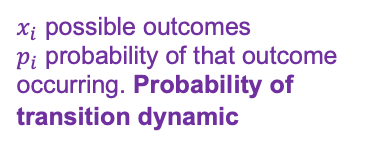 xᵢ possible outcomes
pᵢ probability of that outcome
occurring. Probability of
transition dynamic